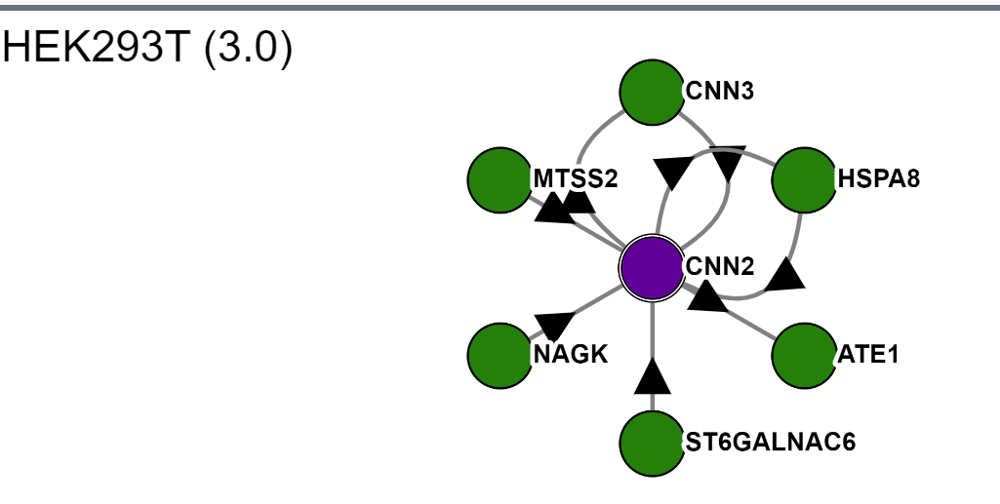 HEK293T (3.0)
CNN3
MTSS2
HSPA8
CNN2
NAGK
ATE1
ST6GALNAC6